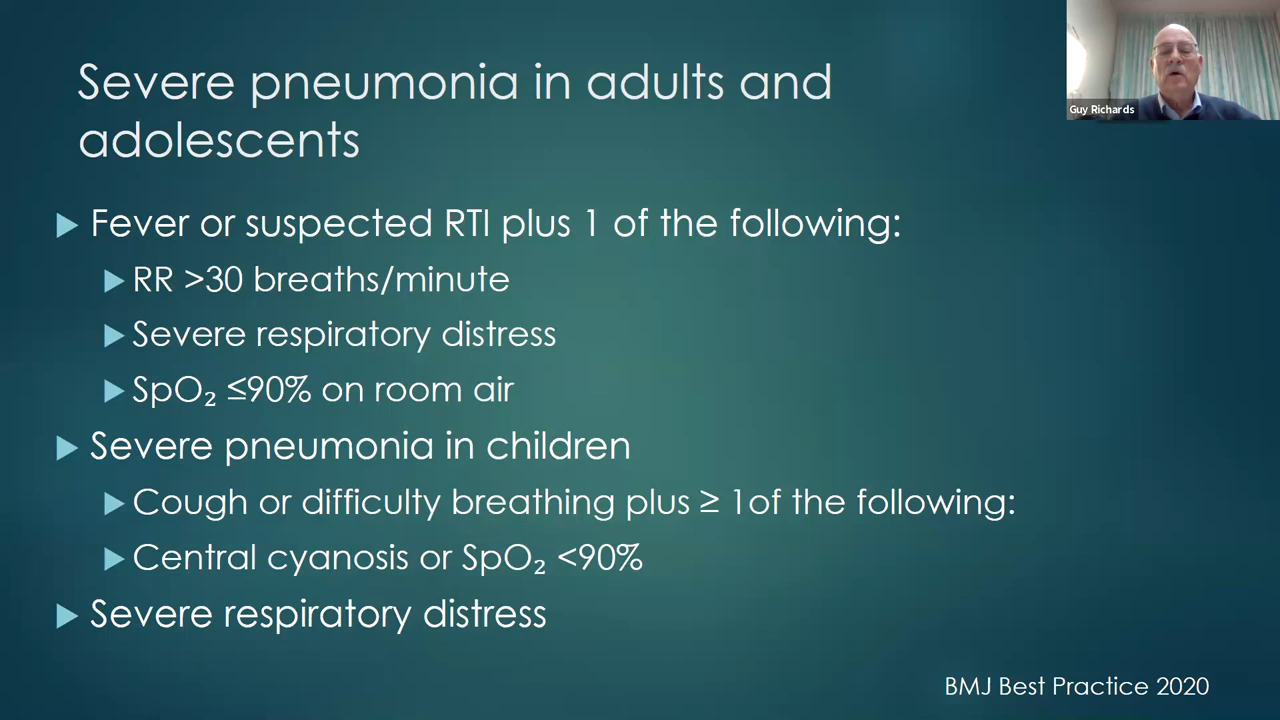 Severe pneumonia in adults and
adolescents
Guy Richards
Fever or suspected RTI plus 1 of the following:
RR >30 breaths/minute
Severe respiratory distress
SpO₂ ≤90% on room air
Severe pneumonia in children
Cough or difficulty breathing plus ≥ 1of the following:
Central cyanosis or SpO₂ <90%
Severe respiratory distress
BMJ Best Practice 2020